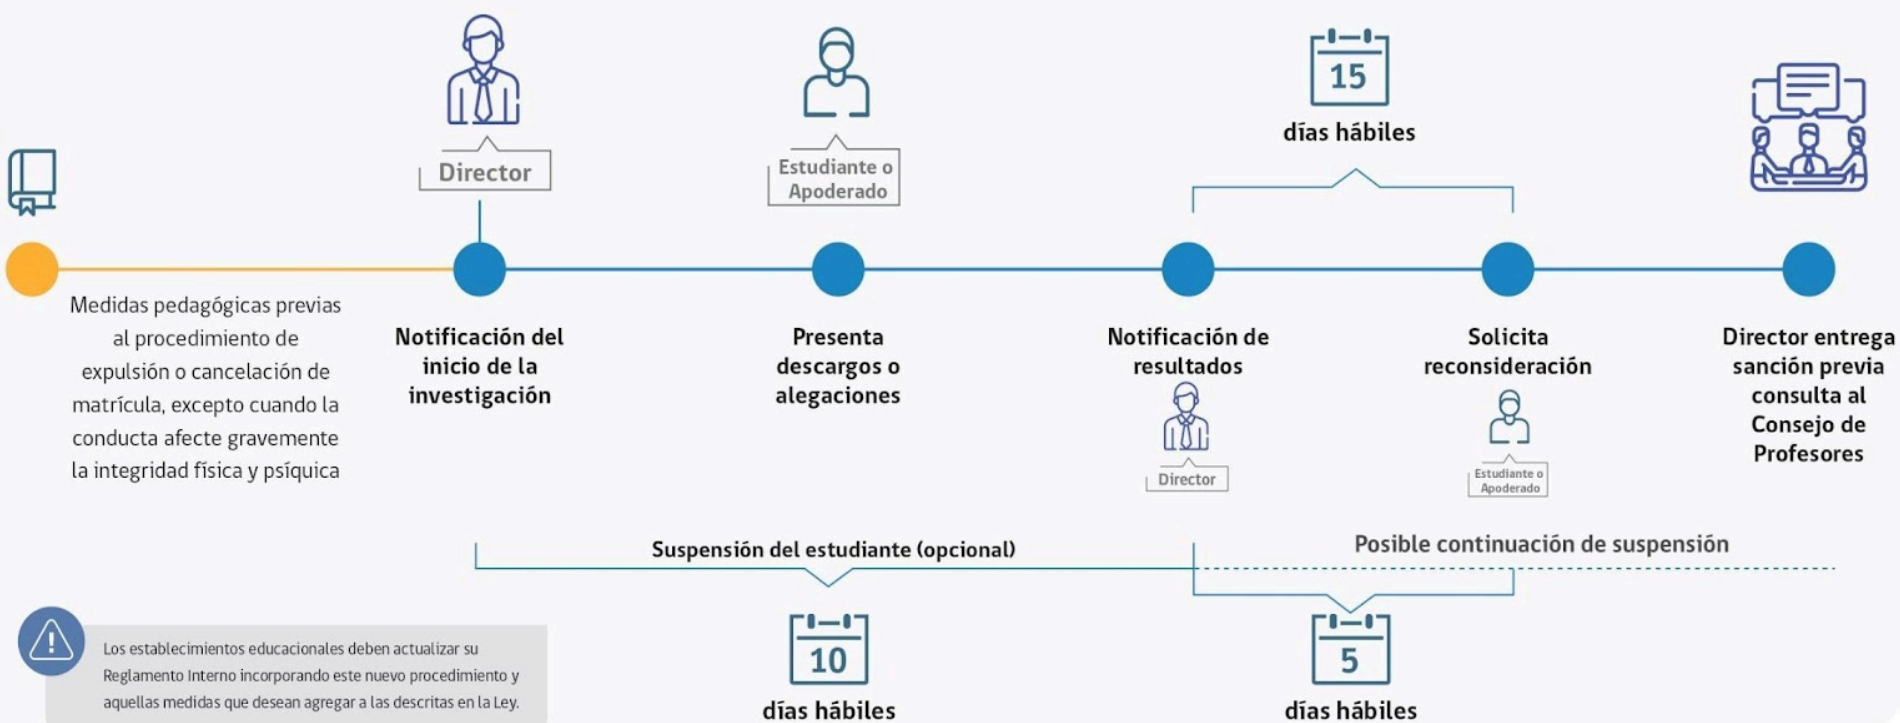 Director
Estudiante o
Apoderado
15
días hábiles
Medidas pedagógicas previas
al procedimiento de
expulsión o cancelación de
matrícula, excepto cuando la
conducta afecte gravemente
la integridad física y psíquica
Notificación del
inicio de la
investigación
Presenta
descargos o
alegaciones
Notificación de
resultados
Director
Solicita
reconsideración
Estudiante o
Apoderado
Director entrega
sanción previa
consulta al
Consejo de
Profesores
Suspensión del estudiante (opcional)
Posible continuación de suspensión
10
días hábiles
5
días hábiles
Los establecimientos educacionales deben actualizar su
Reglamento Interno incorporando este nuevo procedimiento y
aquellas medidas que desean agregar a las descritas en la Ley.